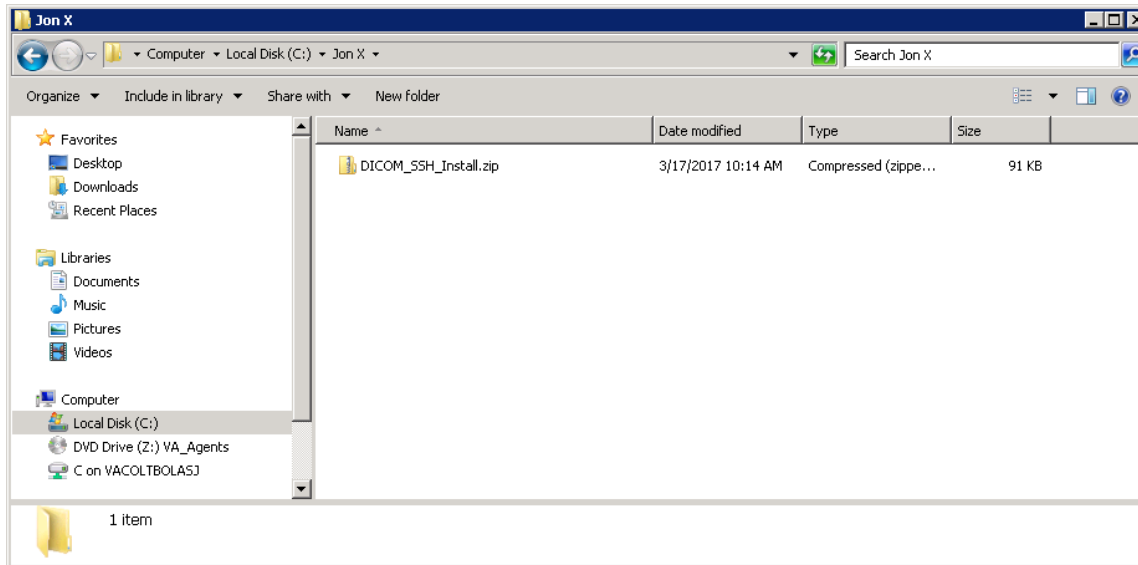 Jon X
Computer Local Disk (C:) Jon X
Search Jon X
Organize Include in library Share with New folder
Name Date modified Type Size
Favorites
Desktop
Downloads
Recent Places
Libraries
Documents
Music
Pictures
Videos
Computer
Local Disk (C:)
DVD Drive (Z:) VA_Agents
C on VACOLTBOLASJ
DICOM_SSH_Install.zip 3/17/2017 10:14 AM Compressed (zippe... 91 KB
1 item